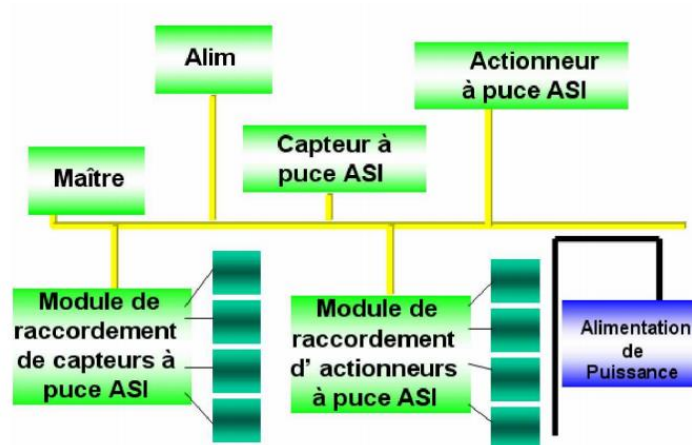 Alim
Actionneur
à puce ASI
Capteur à
puce ASI
Maître
Module de
raccordement
de capteurs à
puce ASI
Module de
raccordement
d' actionneurs
à puce ASI
Alimentation
de
Puissance